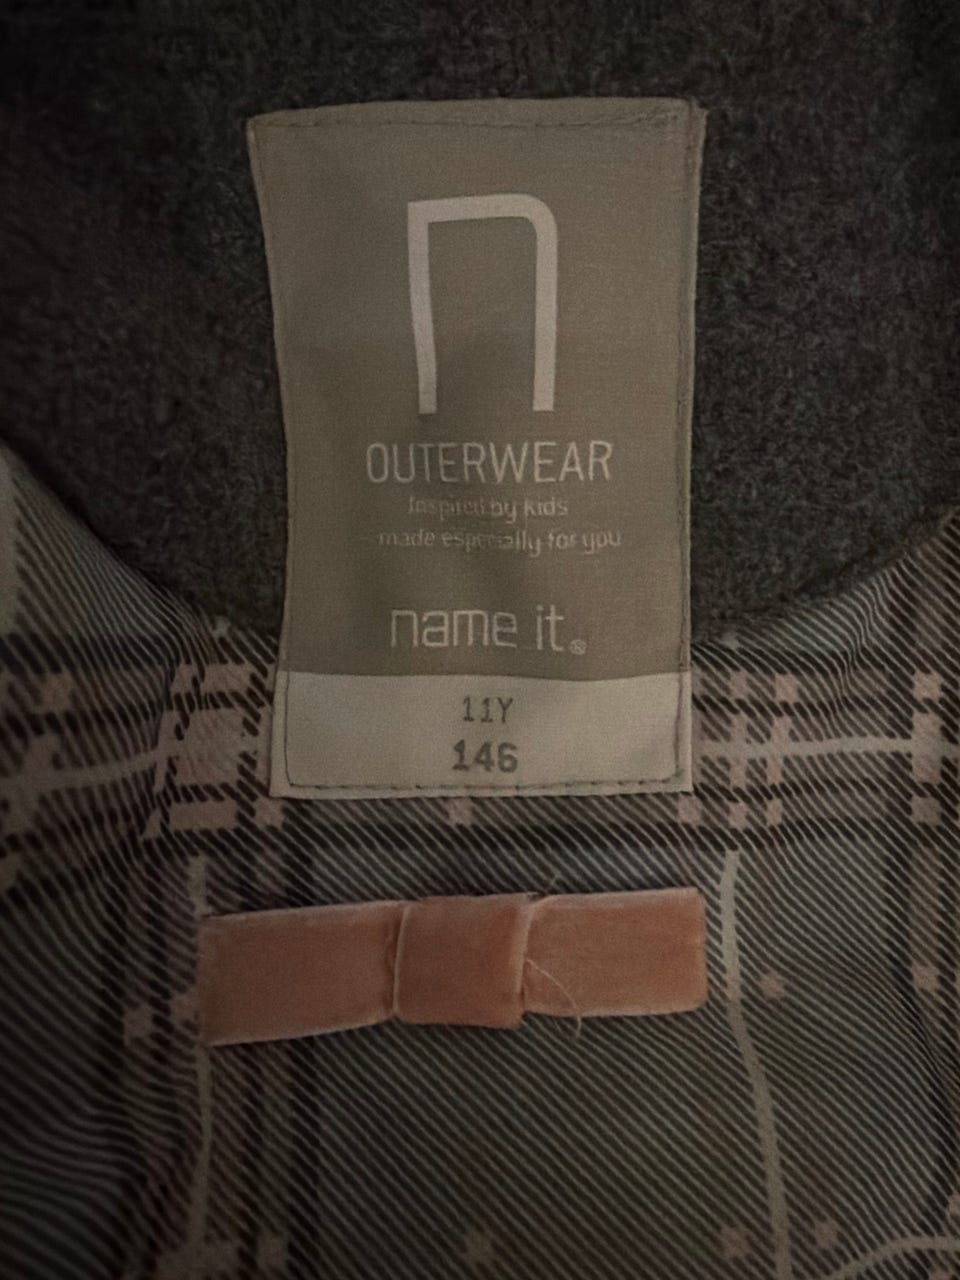 n
OUTERWEAR
Inspired by kids
made especially for you
name it®
11Y
146